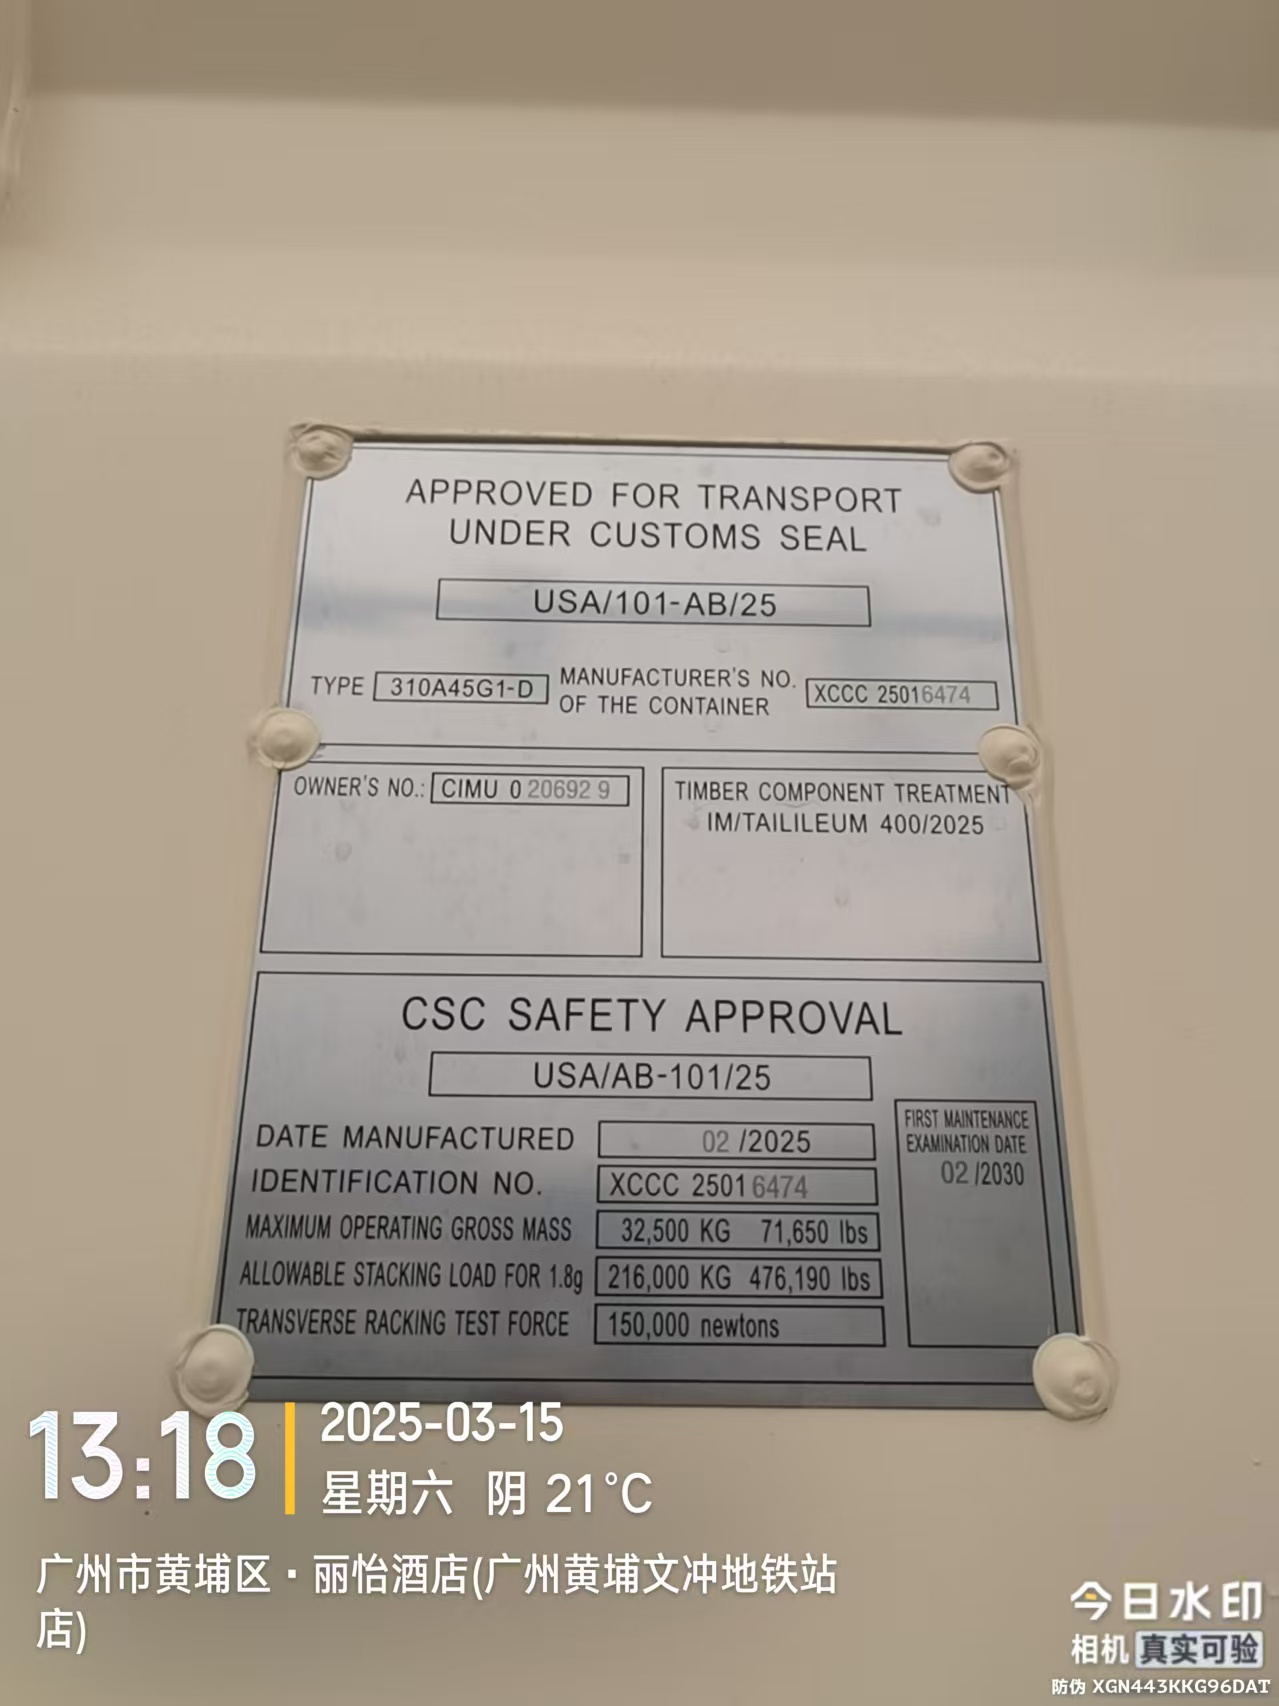 APPROVED FOR TRANSPORT
UNDER CUSTOMS SEAL
USA/101-AB/25
TYPE 310A45G1-D MANUFACTURER'S NO. OF THE CONTAINER XCCC 25016474
OWNER'S NO.: CIMU 0 20692 9
TIMBER COMPONENT TREATMENT
IM/TAILILEUM 400/2025
CSC SAFETY APPROVAL
USA/AB-101/25
DATE MANUFACTURED 02 /2025
IDENTIFICATION NO. XCCC 2501 6474
MAXIMUM OPERATING GROSS MASS 32,500 KG 71,650 lbs
ALLOWABLE STACKING LOAD FOR 1.8g 216,000 KG 476,190 lbs
TRANSVERSE RACKING TEST FORCE 150,000 newtons
FIRST MAINTENANCE
EXAMINATION DATE
02 /2030
13:18
2025-03-15
星期六 阴 21°C
广州市黄埔区·丽怡酒店(广州黄埔文冲地铁站
店)
今日水印
相机 真实可验
防伪 XGN443KKG96DAT